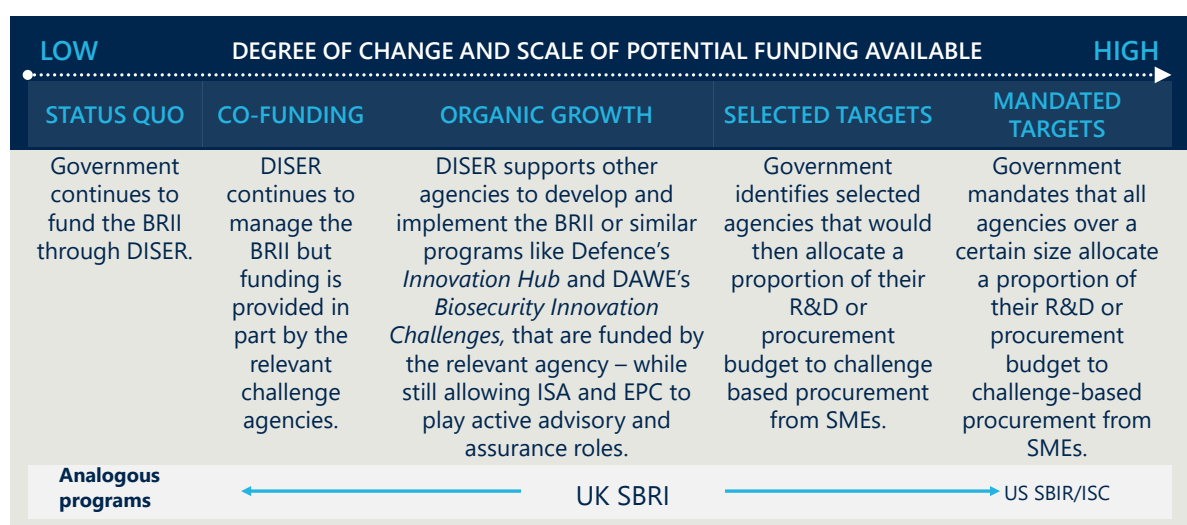 LOW DEGREE OF CHANGE AND SCALE OF POTENTIAL FUNDING AVAILABLE HIGH
STATUS QUO
CO-FUNDING
ORGANIC GROWTH
SELECTED TARGETS
MANDATED
TARGETS
Government
continues to
fund the BRII
through DISER.
DISER
continues to
manage the
BRII but
funding is
provided in
part by the
relevant
challenge
agencies.
DISER supports other
agencies to develop and
implement the BRII or similar
programs like Defence’s
Innovation Hub and DAWE’s
Biosecurity Innovation
Challenges, that are funded by
the relevant agency – while
still allowing ISA and EPC to
play active advisory and
assurance roles.
Government
identifies selected
agencies that would
then allocate a
proportion of their
R&D or
procurement
budget to challenge
based procurement
from SMEs.
Government
mandates that all
agencies over a
certain size allocate
a proportion of
their R&D or
procurement
budget to
challenge-based
procurement from
SMEs.
Analogous
programs
UK SBRI
US SBIR/ISC